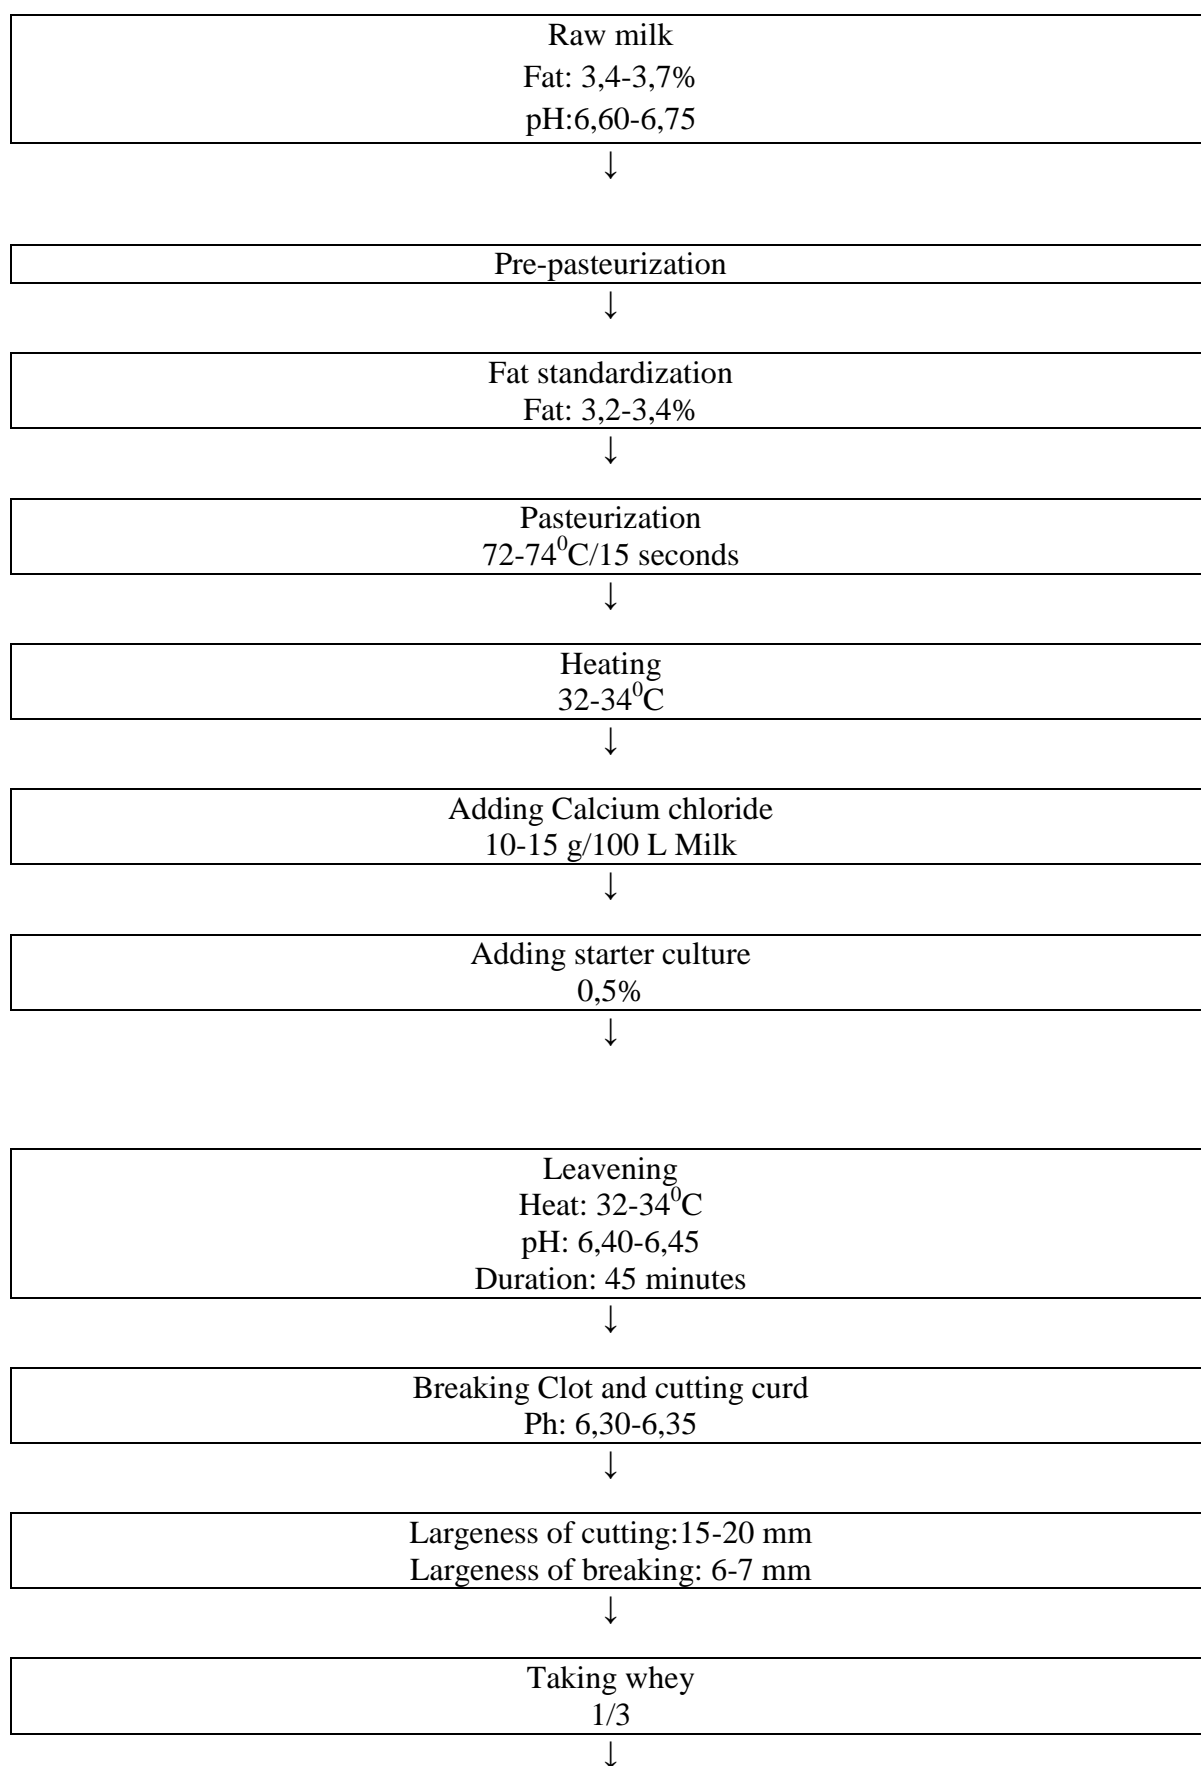 Raw milk
Fat: 3,4-3,7%
pH:6,60-6,75
↓
Pre-pasteurization
↓
Fat standardization
Fat: 3,2-3,4%
↓
Pasteurization
72-74⁰C/15 seconds
↓
Heating
32-34⁰C
↓
Adding Calcium chloride
10-15 g/100 L Milk
↓
Adding starter culture
0,5%
↓
Leavening
Heat: 32-34⁰C
pH: 6,40-6,45
Duration: 45 minutes
↓
Breaking Clot and cutting curd
Ph: 6,30-6,35
↓
Largeness of cutting:15-20 mm
Largeness of breaking: 6-7 mm
↓
Taking whey
1/3
↓